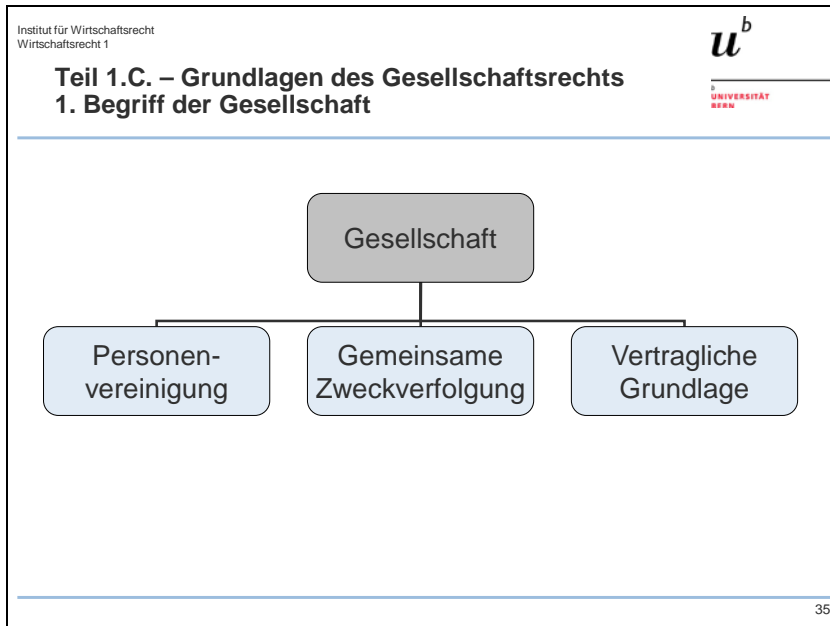 Institut für Wirtschaftsrecht
Wirtschaftsrecht 1
u^b
Teil 1.C. – Grundlagen des Gesellschaftsrechts
1. Begriff der Gesellschaft
b
UNIVERSITÄT
BERN
Gesellschaft
Personen-
vereinigung
Gemeinsame
Zweckverfolgung
Vertragliche
Grundlage
35